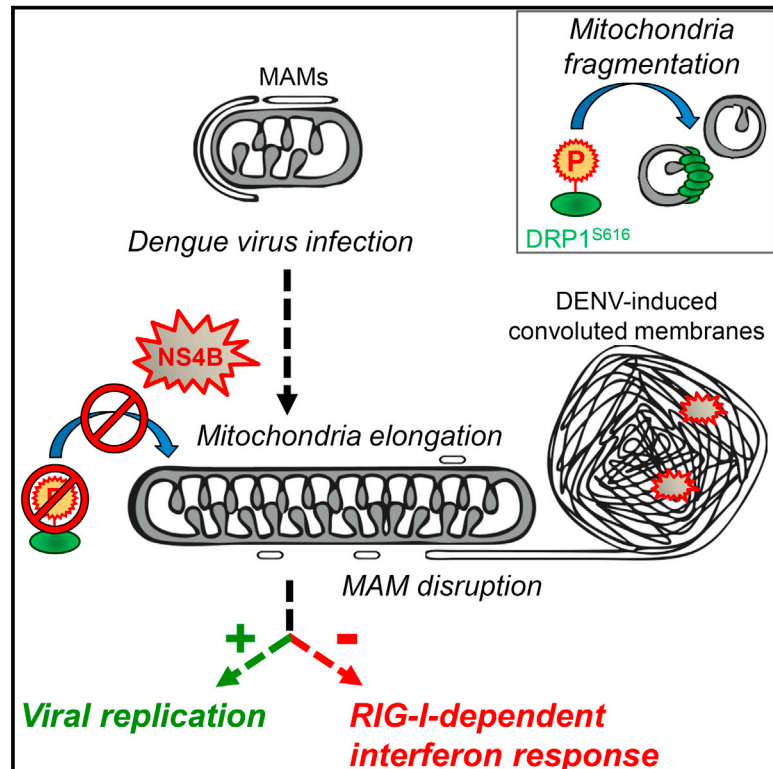 MAMs
Mitochondria
fragmentation
P
DRP1S616
Dengue virus infection
DENV-induced
convoluted membranes
NS4B
Mitochondria elongation
MAM disruption
+ -
Viral replication
RIG-I-dependent
interferon response